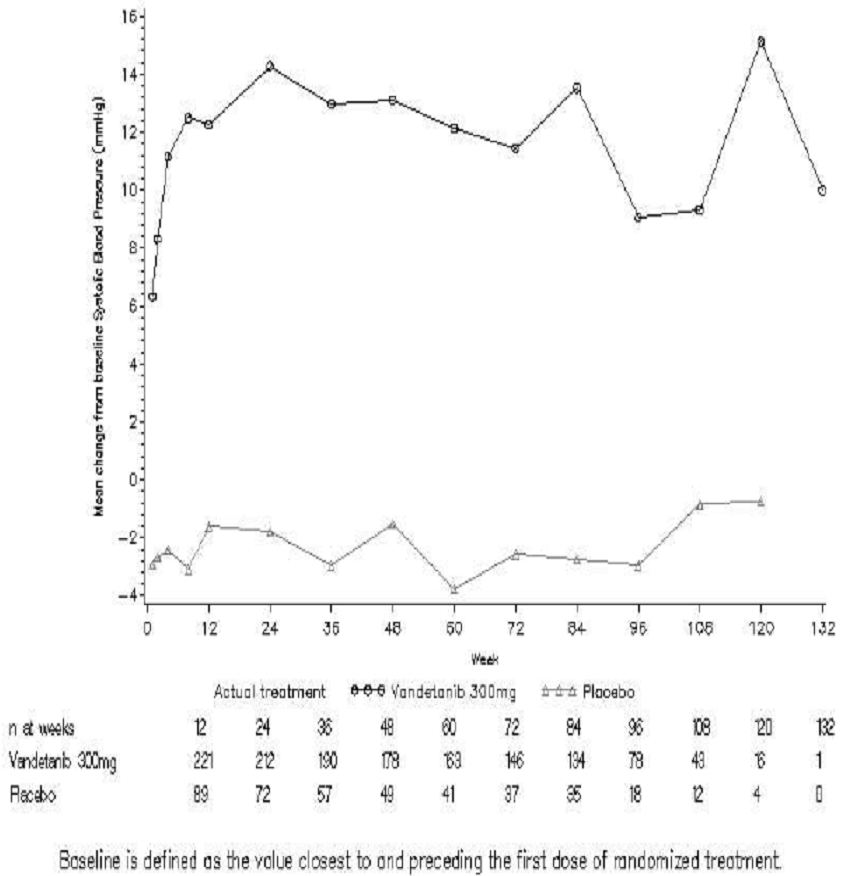 16
14
12
10
8
6
4
2
0
-2
-4
Mean change from baseline Systolic Blood Pressure (mmHg)
0 12 24 36 48 60 72 84 96 108 120 132
Week
Actual treatment Vandetanib 300mg Placebo
n at weeks 12 24 36 48 60 72 84 96 108 120 132
Vandetanib 300mg 221 212 190 178 146 78 1
Placebo 89 72 57 49 41 37 35 18 12 4 0
Baseline is defined as the value closest to and preceding the first dose of randomized treatment.